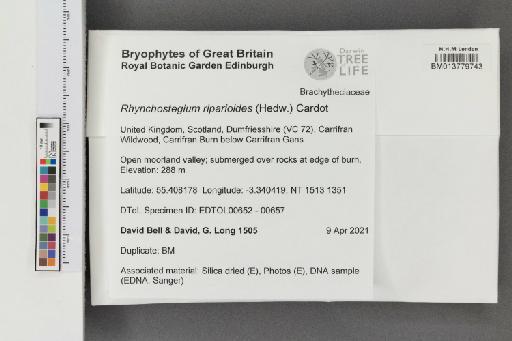 Bryophytes of Great Britain
Royal Botanic Garden Edinburgh
Darwin
TREE
OF
LIFE
N.H.M London
BM013779743
Brachytheciaceae
Rhynchostegium riparioides (Hedw.) Cardot
United Kingdom, Scotland, Dumfriesshire (VC 72), Carrifran
Wildwood, Carrifran Burn below Carrifran Gans
Open moorland valley; submerged over rocks at edge of burn.
Elevation: 288 m
Latitude: 55.408178 Longitude: -3.340419, NT 1513 1351
DToL Specimen ID: EDTOL00652 - 00657
David Bell & David, G. Long 1505 9 Apr 2021
Duplicate: BM
Associated material: Silica dried (E), Photos (E), DNA sample
(EDNA, Sanger)